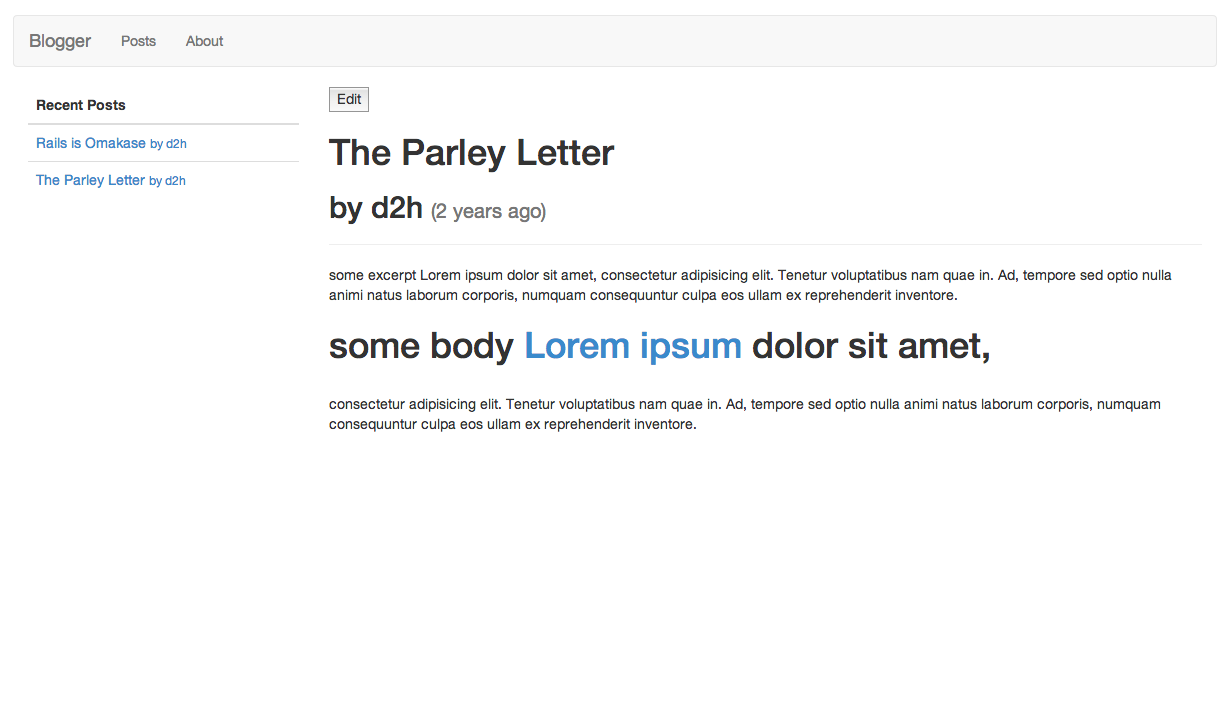 Blogger Posts About
Recent Posts
Rails is Omakase by d2h
The Parley Letter by d2h
Edit
The Parley Letter
by d2h (2 years ago)
some excerpt Lorem ipsum dolor sit amet, consectetur adipisicing elit. Tenetur voluptatibus nam quae in. Ad, tempore sed optio nulla
animi natus laborum corporis, numquam consequuntur culpa eos ullam ex reprehenderit inventore.
some body Lorem ipsum dolor sit amet,
consectetur adipisicing elit. Tenetur voluptatibus nam quae in. Ad, tempore sed optio nulla animi natus laborum corporis, numquam
consequuntur culpa eos ullam ex reprehenderit inventore.